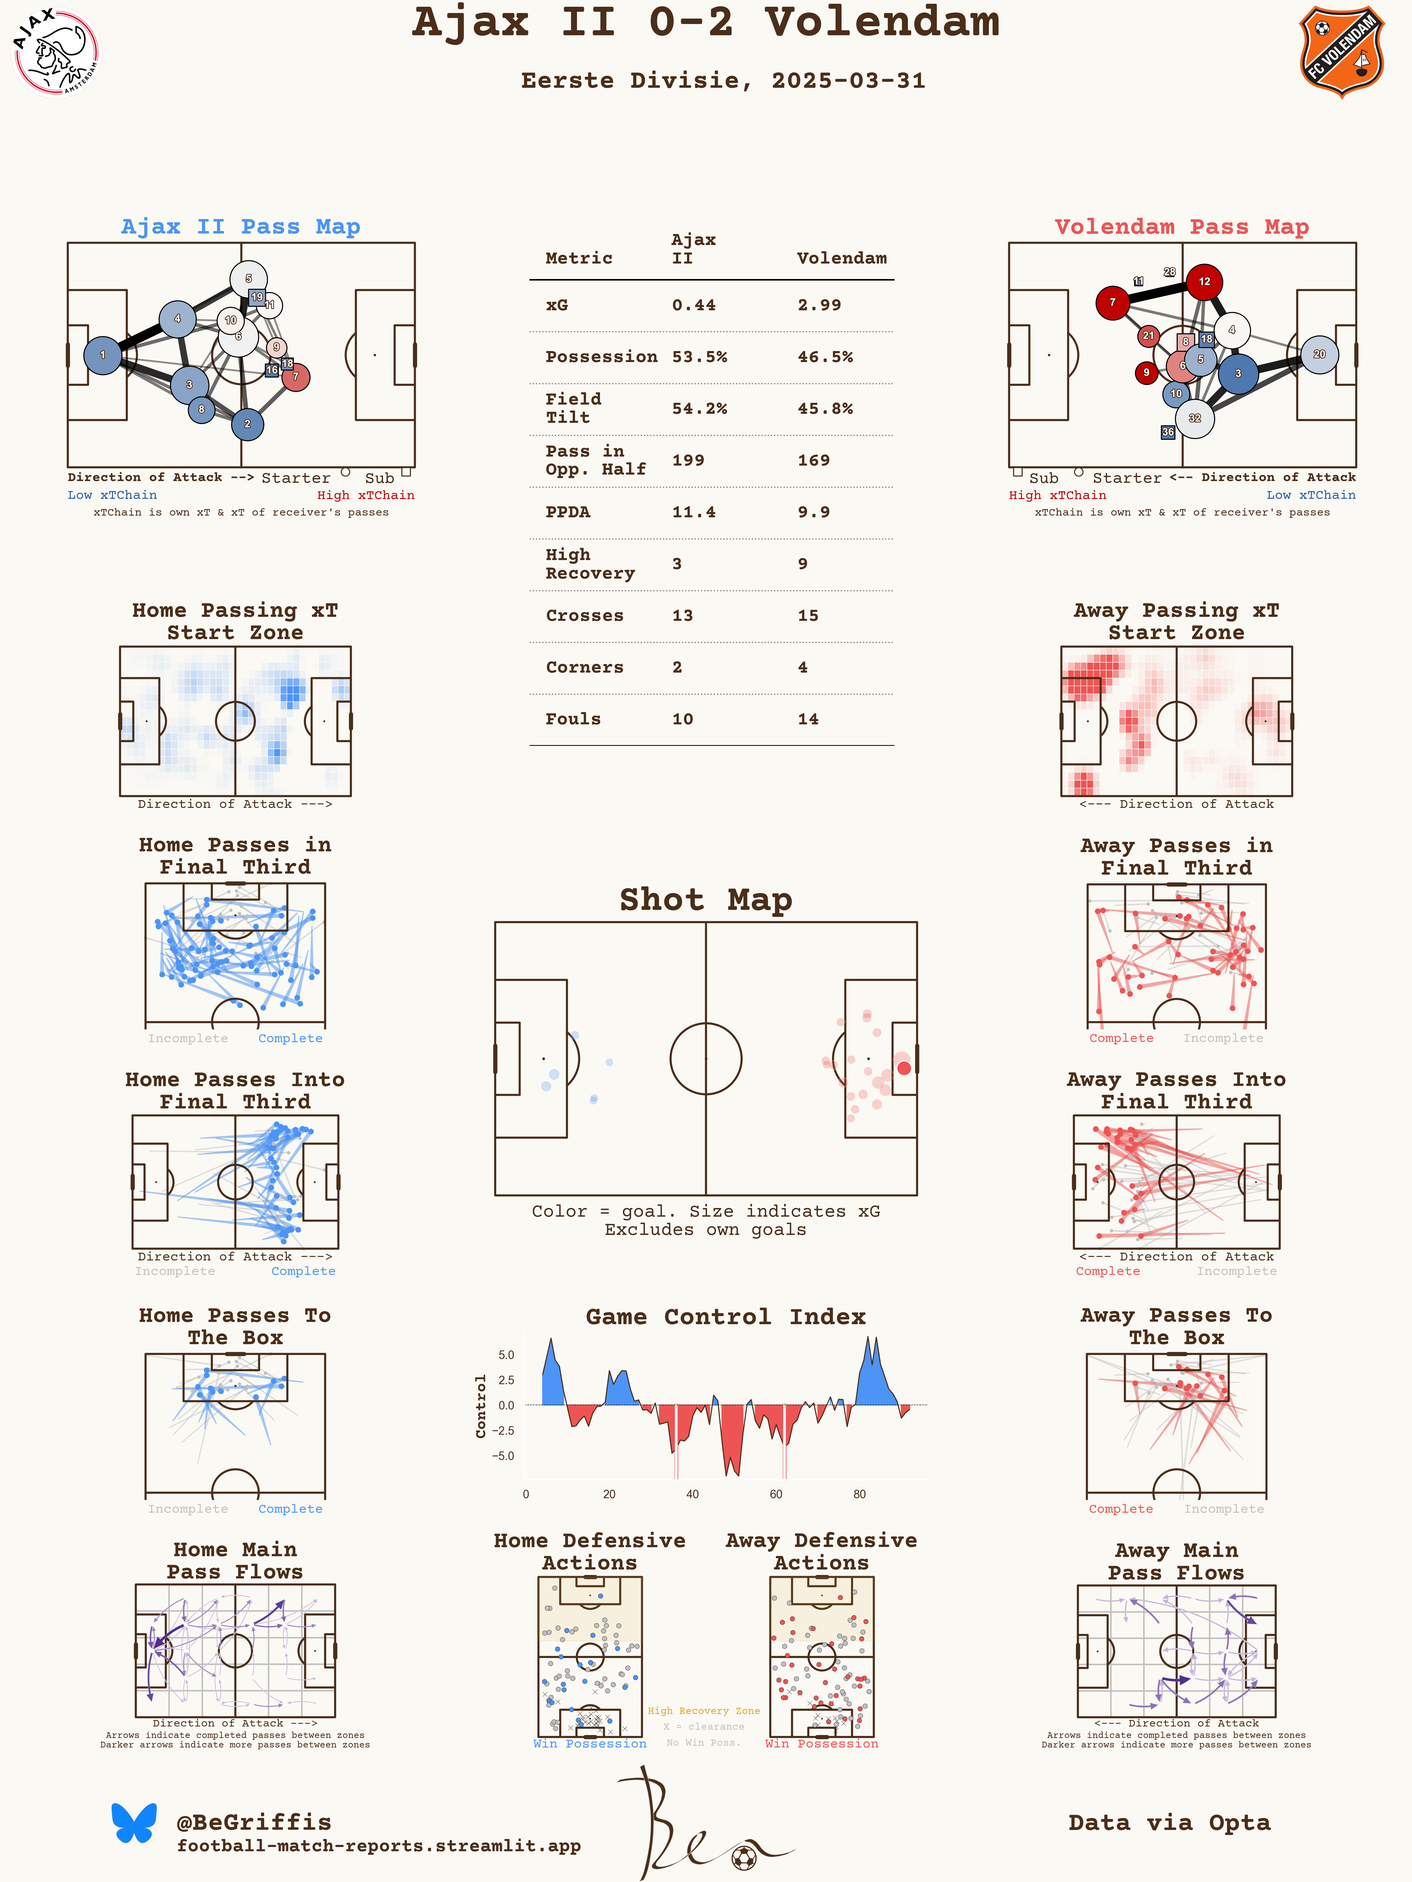 Ajax II 0-2 Volendam
Eerste Divisie, 2025-03-31
AJAX
AMSTERDAM
FC VOLENDAM
Ajax II Pass Map
5
19
11
4
10
6
9
1
18
16
7
3
8
2
Direction of Attack --> Starter Sub
Low xTChain High xTChain
xTChain is own xT & xT of receiver's passes
Metric Ajax II Volendam
xG 0.44 2.99
Possession 53.5% 46.5%
Field Tilt 54.2% 45.8%
Pass in Opp. Half 199 169
PPDA 11.4 9.9
High Recovery 3 9
Crosses 13 15
Corners 2 4
Fouls 10 14
Volendam Pass Map
28
11
12
7
4
21
8
18
20
5
6
9
3
10
32
36
Sub Starter <-- Direction of Attack
High xTChain Low xTChain
xTChain is own xT & xT of receiver's passes
Home Passing xT
Start Zone
Direction of Attack --->
Away Passing xT
Start Zone
<--- Direction of Attack
Home Passes in
Final Third
Incomplete Complete
Away Passes in
Final Third
Complete Incomplete
Shot Map
Color = goal. Size indicates xG
Excludes own goals
Home Passes Into
Final Third
Direction of Attack --->
Incomplete Complete
Away Passes Into
Final Third
<--- Direction of Attack
Complete Incomplete
Home Passes To
The Box
Incomplete Complete
Game Control Index
Control
5.0
2.5
0.0
−2.5
−5.0
0 20 40 60 80
Away Passes To
The Box
Complete Incomplete
Home Main
Pass Flows
Direction of Attack --->
Arrows indicate completed passes between zones
Darker arrows indicate more passes between zones
Home Defensive
Actions
Win Possession
Away Defensive
Actions
Win Possession
High Recovery Zone
X = clearance
No Win Poss.
Away Main
Pass Flows
<--- Direction of Attack
Arrows indicate completed passes between zones
Darker arrows indicate more passes between zones
@BeGriffis
football-match-reports.streamlit.app
Ben
Data via Opta